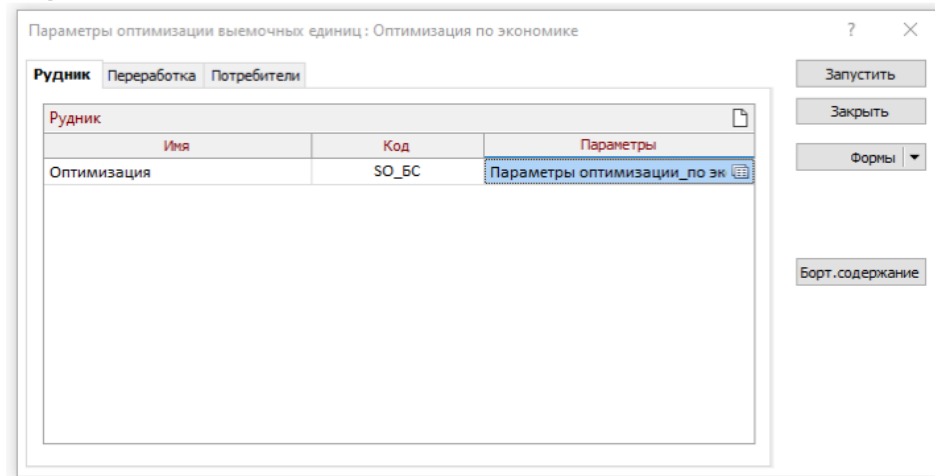 Параметры оптимизации выемочных единиц : Оптимизация по экономике ?
Рудник Переработка Потребители
Запустить
Рудник
Закрыть
Имя Код Параметры
Формы
Оптимизация SO_БС Параметры оптимизации_по эк
Борт.содержание